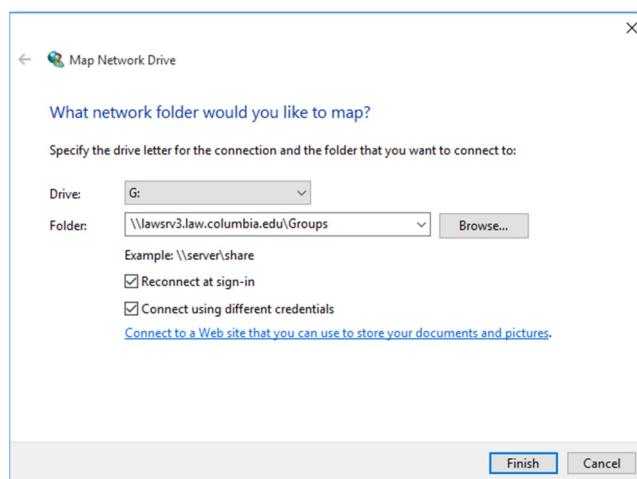 Map Network Drive
What network folder would you like to map?
Specify the drive letter for the connection and the folder that you want to connect to:
Drive: G:
Folder: \\lawsrv3.law.columbia.edu\Groups Browse...
Example: \\server\share
Reconnect at sign-in
Connect using different credentials
Connect to a Web site that you can use to store your documents and pictures.
Finish Cancel